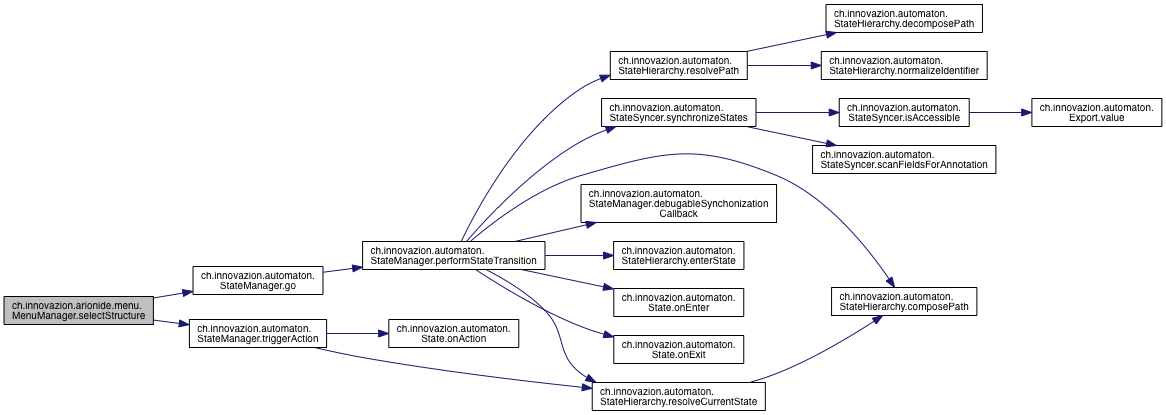 ch.innovazion.automaton.
StateHierarchy.decomposePath
ch.innovazion.automaton.
StateHierarchy.resolvePath
ch.innovazion.automaton.
StateHierarchy.normalizeIdentifier
ch.innovazion.automaton.
StateSyncer.synchronizeStates
ch.innovazion.automaton.
StateSyncer.isAccessible
ch.innovazion.automaton.
Export.value
ch.innovazion.automaton.
StateSyncer.scanFieldsForAnnotation
ch.innovazion.automaton.
StateManager.debugableSynchonization
Callback
ch.innovazion.automaton.
StateManager.performStateTransition
ch.innovazion.automaton.
StateHierarchy.enterState
ch.innovazion.automaton.
StateManager.go
ch.innovazion.arionide.menu.
MenuManager.selectStructure
ch.innovazion.automaton.
State.onEnter
ch.innovazion.automaton.
StateHierarchy.composePath
ch.innovazion.automaton.
StateManager.triggerAction
ch.innovazion.automaton.
State.onAction
ch.innovazion.automaton.
State.onExit
ch.innovazion.automaton.
StateHierarchy.resolveCurrentState